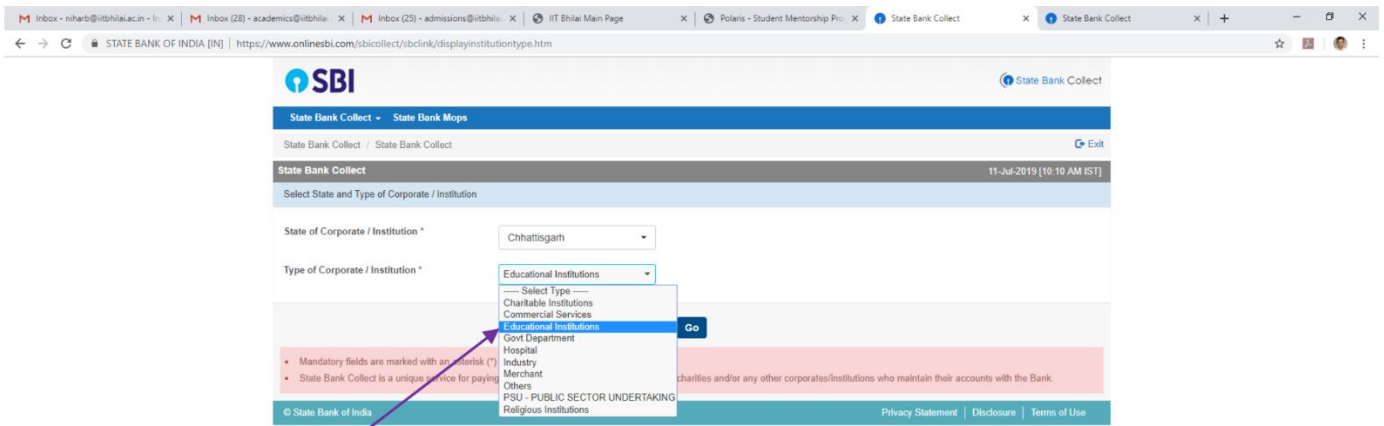 Inbox - niharb@iitbhilai.ac.in - In
Inbox (28) - academics@iitbhilai
Inbox (25) - admissions@iitbhilai
IIT Bhilai Main Page
Polaris - Student Mentorship Pro
State Bank Collect
State Bank Collect
STATE BANK OF INDIA [IN] | https://www.onlinesbi.com/sbicollect/sbclink/displayinstitutiontype.htm
SBI
State Bank Collect
State Bank Collect State Bank Mops
State Bank Collect / State Bank Collect
Exit
State Bank Collect
11-Jul-2019 [10:10 AM IST]
Select State and Type of Corporate / Institution
State of Corporate / Institution *
Chhattisgarh
Type of Corporate / Institution *
Educational Institutions
----- Select Type -----
Charitable Institutions
Commercial Services
Educational Institutions
Govt Department
Hospital
Industry
Merchant
Others
PSU - PUBLIC SECTOR UNDERTAKING
Religious Institutions
Go
Mandatory fields are marked with an asterisk (*)
State Bank Collect is a unique service for paying charities and/or any other corporates/institutions who maintain their accounts with the Bank.
© State Bank of India
Privacy Statement | Disclosure | Terms of Use